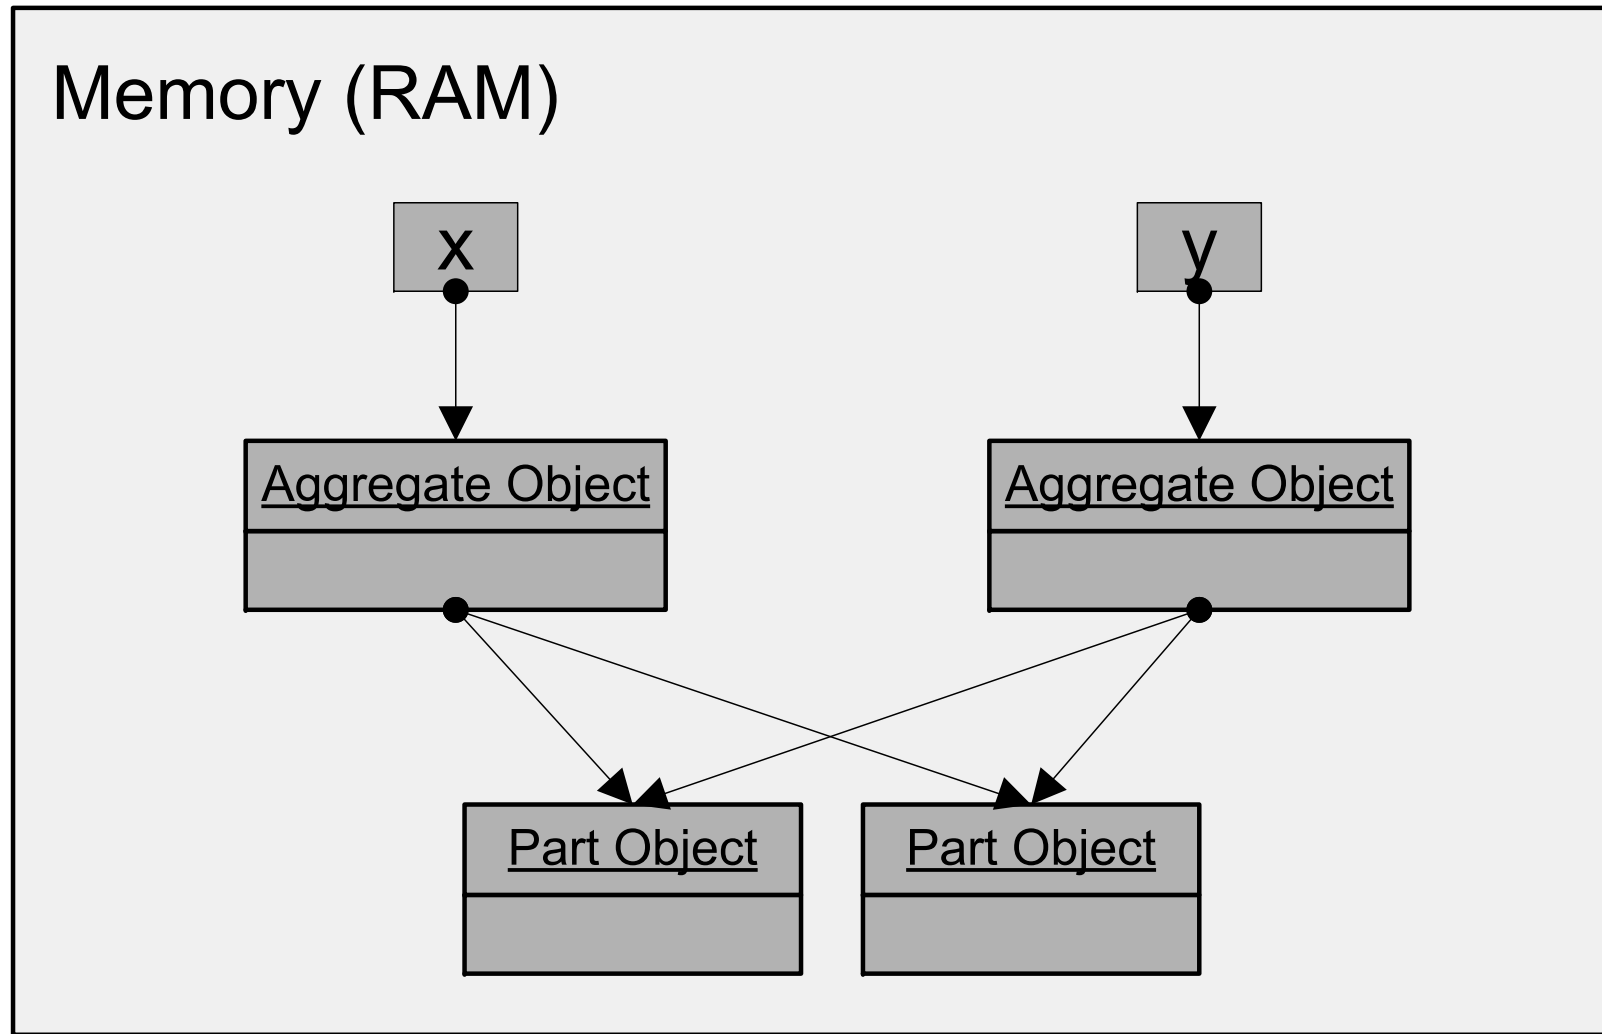 Memory (RAM)
x
y
Aggregate Object
Aggregate Object
Part Object
Part Object